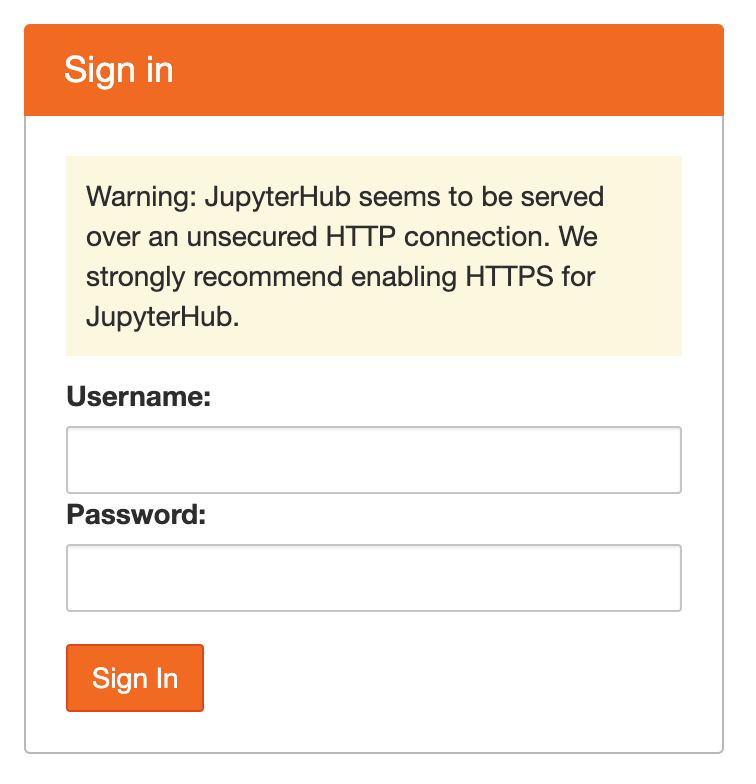 Sign in
Warning: JupyterHub seems to be served
over an unsecured HTTP connection. We
strongly recommend enabling HTTPS for
JupyterHub.
Username:
Password:
Sign In